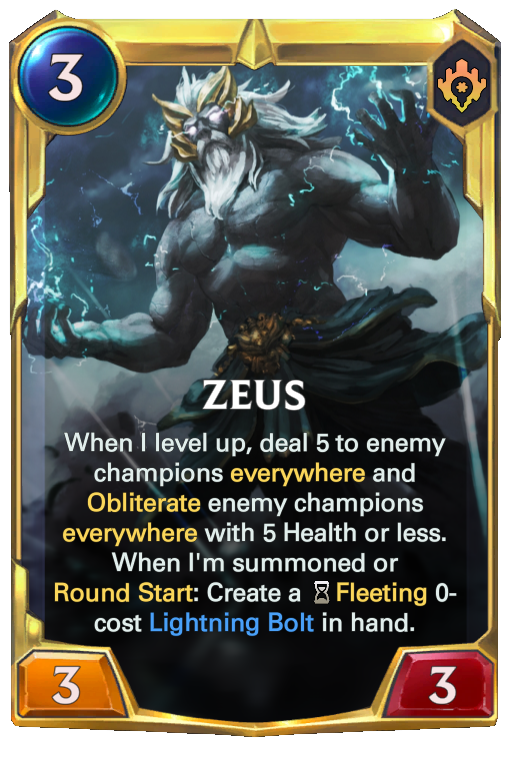 3
ZEUS
When I level up, deal 5 to enemy
champions everywhere and
Obliterate enemy champions
everywhere with 5 Health or less.
When I'm summoned or
Round Start: Create a Fleeting 0-
cost Lightning Bolt in hand.
3
3